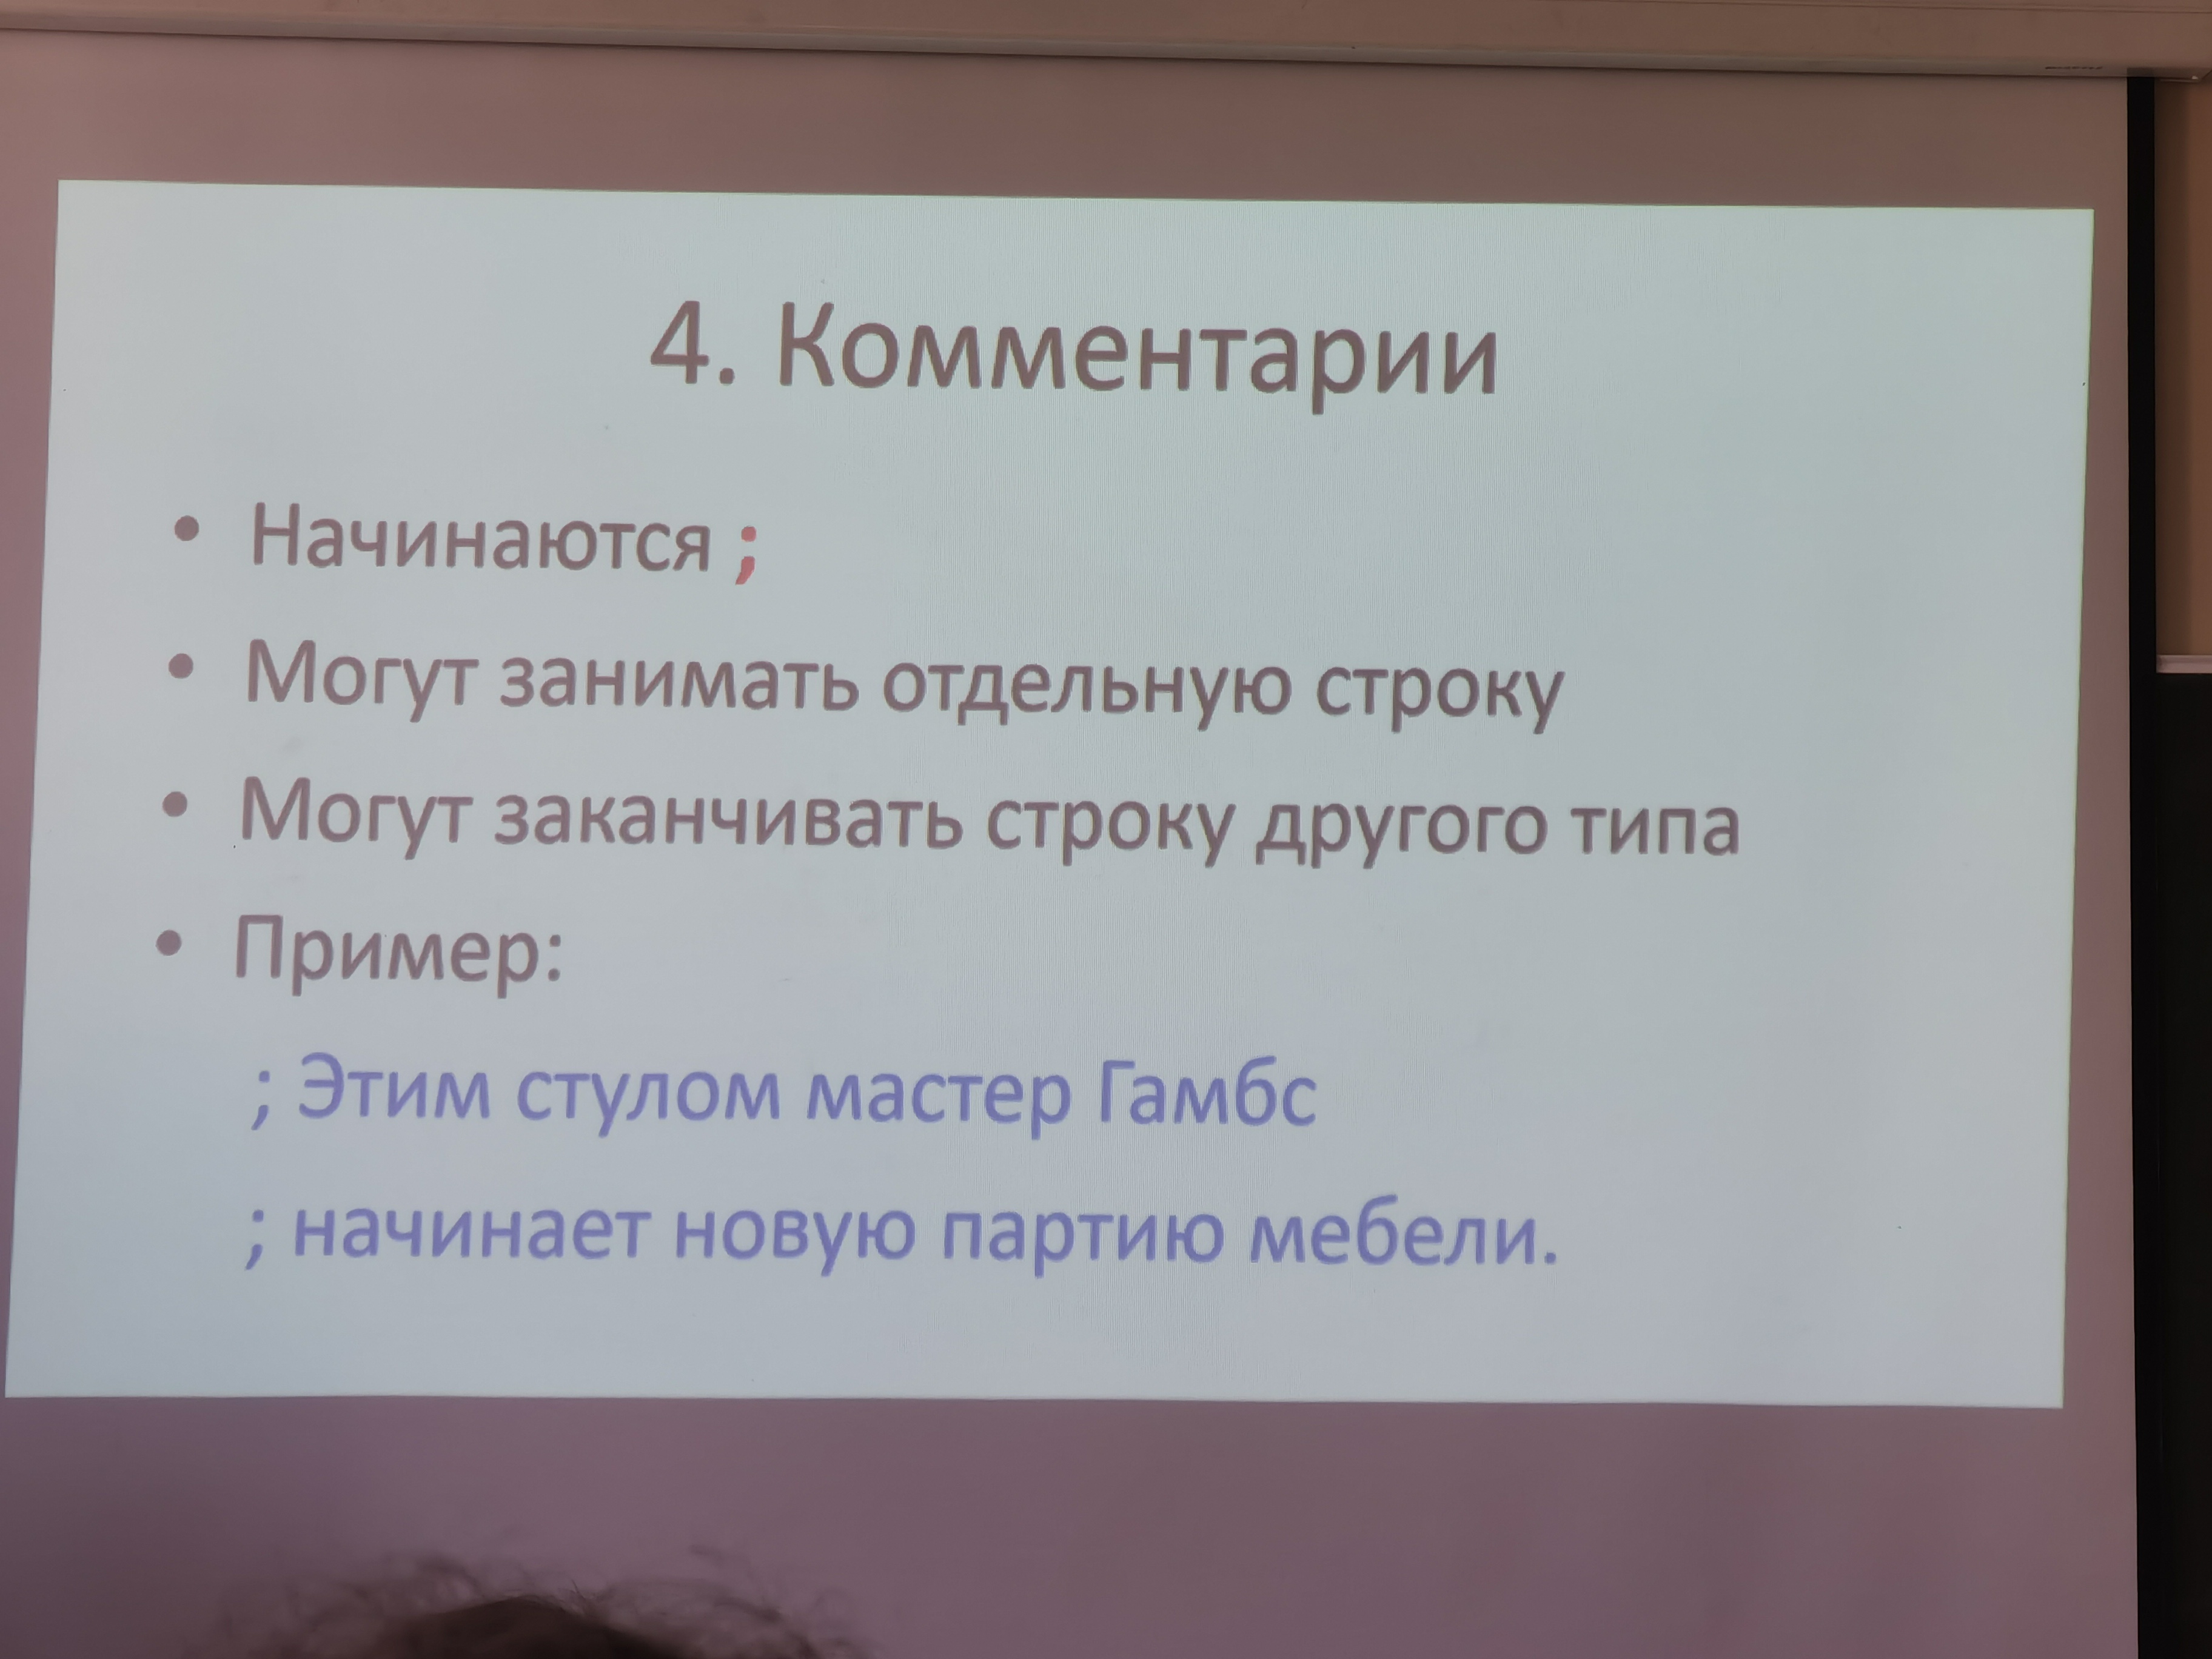 4. Комментарии
• Начинаются ;
• Могут занимать отдельную строку
• Могут заканчивать строку другого типа
• Пример:
; Этим стулом мастер Гамбс
; начинает новую партию мебели.